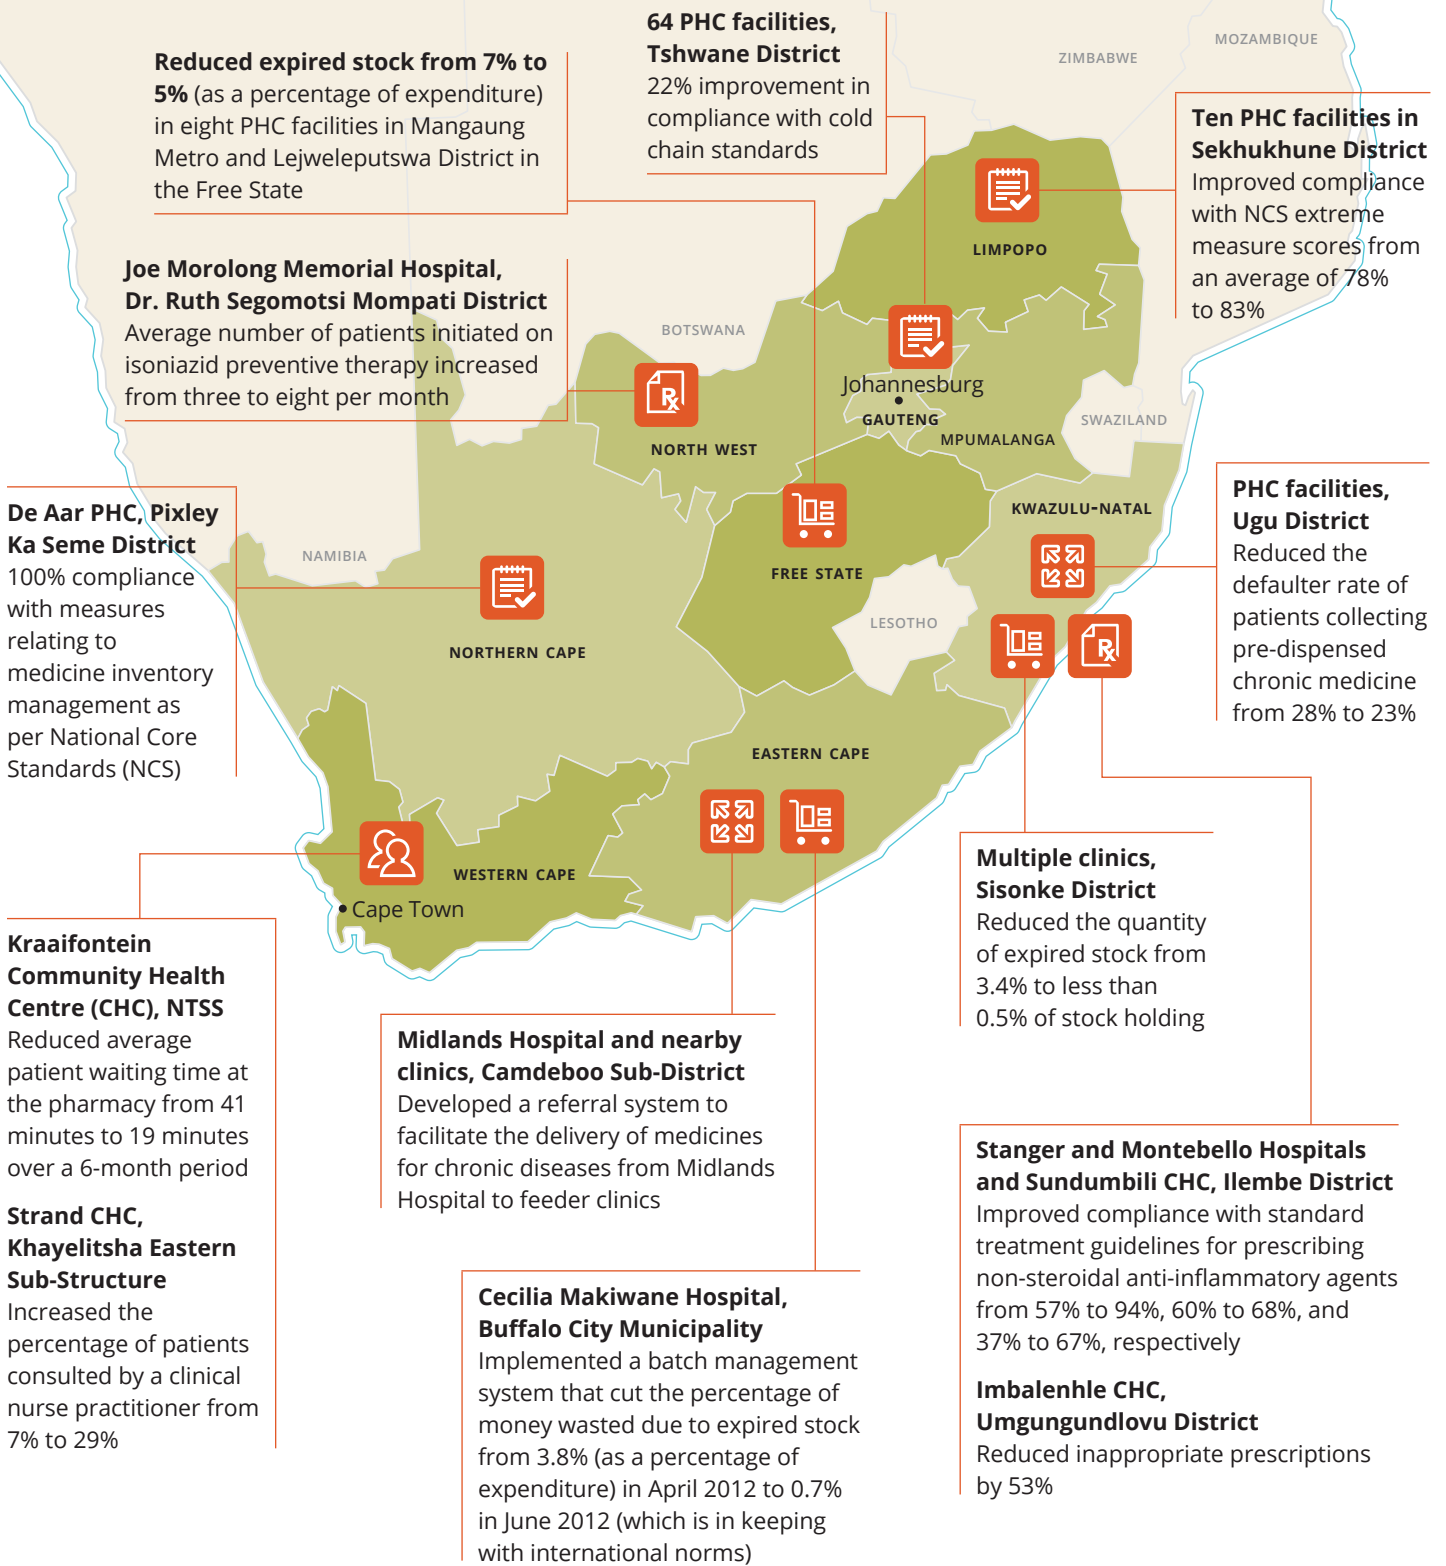 64 PHC facilities,
Tshwane District
22% improvement in
compliance with cold
chain standards
Reduced expired stock from 7% to
5% (as a percentage of expenditure)
in eight PHC facilities in Mangaung
Metro and Lejweleputswa District in
the Free State
MOZAMBIQUE
ZIMBABWE
Ten PHC facilities in
Sekhukhune District
Improved compliance
with NCS extreme
measure scores from
an average of 78%
to 83%
Joe Morolong Memorial Hospital,
Dr. Ruth Segomotsi Mompati District
Average number of patients initiated on
isoniazid preventive therapy increased
from three to eight per month
LIMPOPO
BOTSWANA
Johannesburg
GAUTENG
MPUMALANGA
SWAZILAND
Rx
NORTH WEST
De Aar PHC, Pixley
Ka Seme District
100% compliance
with measures
relating to
medicine inventory
management as
per National Core
Standards (NCS)
NAMIBIA
NORTHERN CAPE
FREE STATE
LESOTHO
KWAZULU-NATAL
Rx
PHC facilities,
Ugu District
Reduced the
defaulter rate of
patients collecting
pre-dispensed
chronic medicine
from 28% to 23%
EASTERN CAPE
WESTERN CAPE
Cape Town
Multiple clinics,
Sisonke District
Reduced the quantity
of expired stock from
3.4% to less than
0.5% of stock holding
Kraaifontein
Community Health
Centre (CHC), NTSS
Reduced average
patient waiting time at
the pharmacy from 41
minutes to 19 minutes
over a 6-month period
Strand CHC,
Khayelitsha Eastern
Sub-Structure
Increased the
percentage of patients
consulted by a clinical
nurse practitioner from
7% to 29%
Midlands Hospital and nearby
clinics, Camdeboo Sub-District
Developed a referral system to
facilitate the delivery of medicines
for chronic diseases from Midlands
Hospital to feeder clinics
Cecilia Makiwane Hospital,
Buffalo City Municipality
Implemented a batch management
system that cut the percentage of
money wasted due to expired stock
from 3.8% (as a percentage of
expenditure) in April 2012 to 0.7%
in June 2012 (which is in keeping
with international norms)
Stanger and Montebello Hospitals
and Sundumbili CHC, Ilembe District
Improved compliance with standard
treatment guidelines for prescribing
non-steroidal anti-inflammatory agents
from 57% to 94%, 60% to 68%, and
37% to 67%, respectively
Imbalenhle CHC,
Umgungundlovu District
Reduced inappropriate prescriptions
by 53%